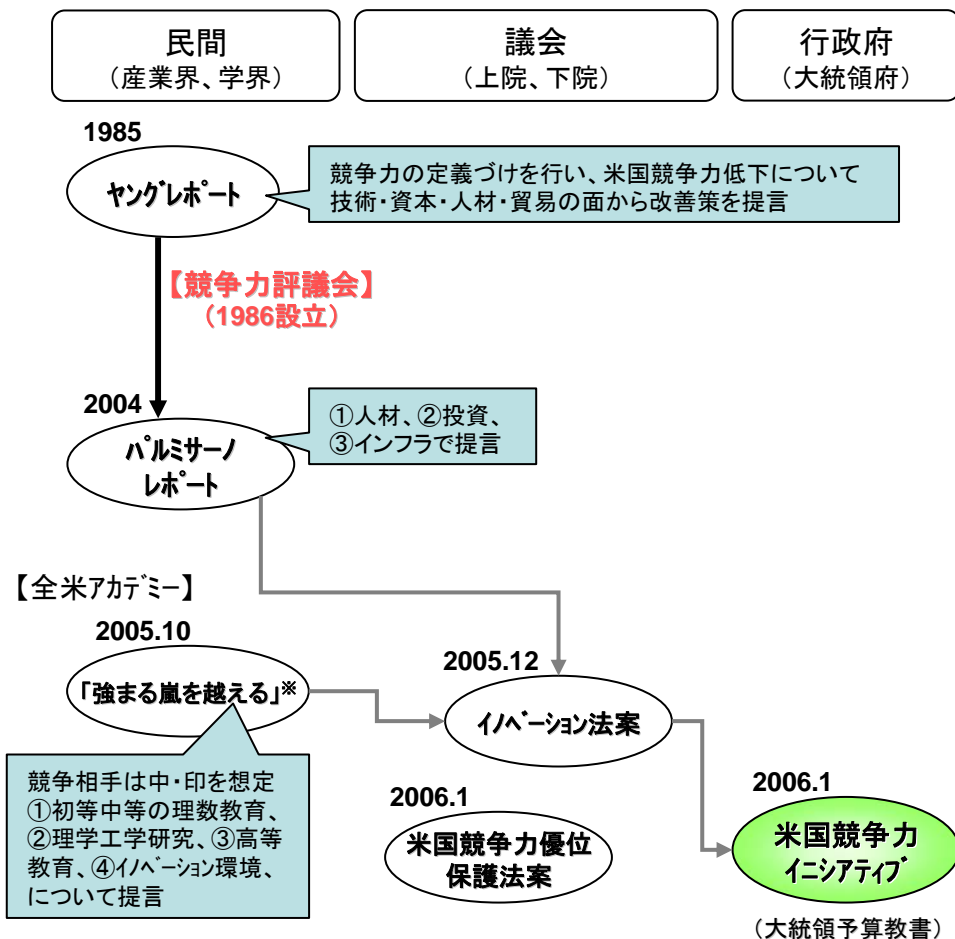 民間
（産業界、学界）
議会
（上院、下院）
行政府
（大統領府）
1985
ﾔﾝｸﾞﾚﾎﾟｰﾄ
競争力の定義づけを行い、米国競争力低下について
技術・資本・人材・貿易の面から改善策を提言
【競争力評議会】
（1986設立）
2004
ﾊﾟﾙﾐｻｰﾉ
ﾚﾎﾟｰﾄ
①人材、②投資、
③インフラで提言
【全米ｱｶﾃﾞﾐｰ】
2005.10
「強まる嵐を越える」※
競争相手は中・印を想定
①初等中等の理数教育、
②理学工学研究、③高等
教育、④ｲﾉﾍﾞｰｼｮﾝ環境、
について提言
2005.12
ｲﾉﾍﾞｰｼｮﾝ法案
2006.1
米国競争力優位
保護法案
2006.1
米国競争力
ｲﾆｼｱﾃｨﾌﾞ
（大統領予算教書）